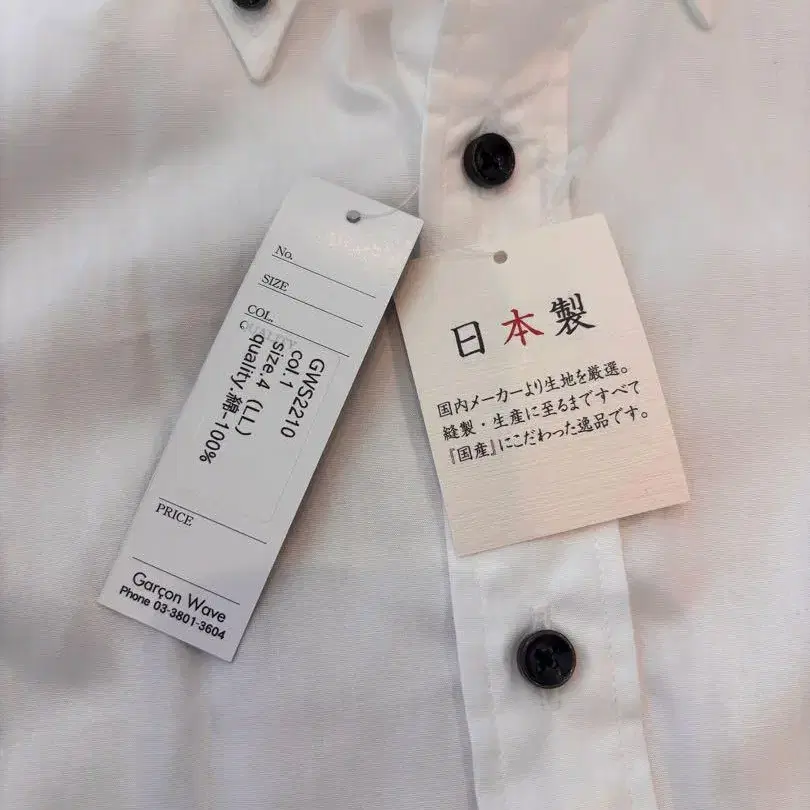 No.
SIZE
COL.
QUALITY
GWS2210
col.1
size.4 (LL)
quality.綿-100%
PRICE
Garçon Wave
Phone 03-3801-3604
日本製
国内メーカーより生地を厳選。
縫製・生産に至るまですべて
『国産』にこだわった逸品です。